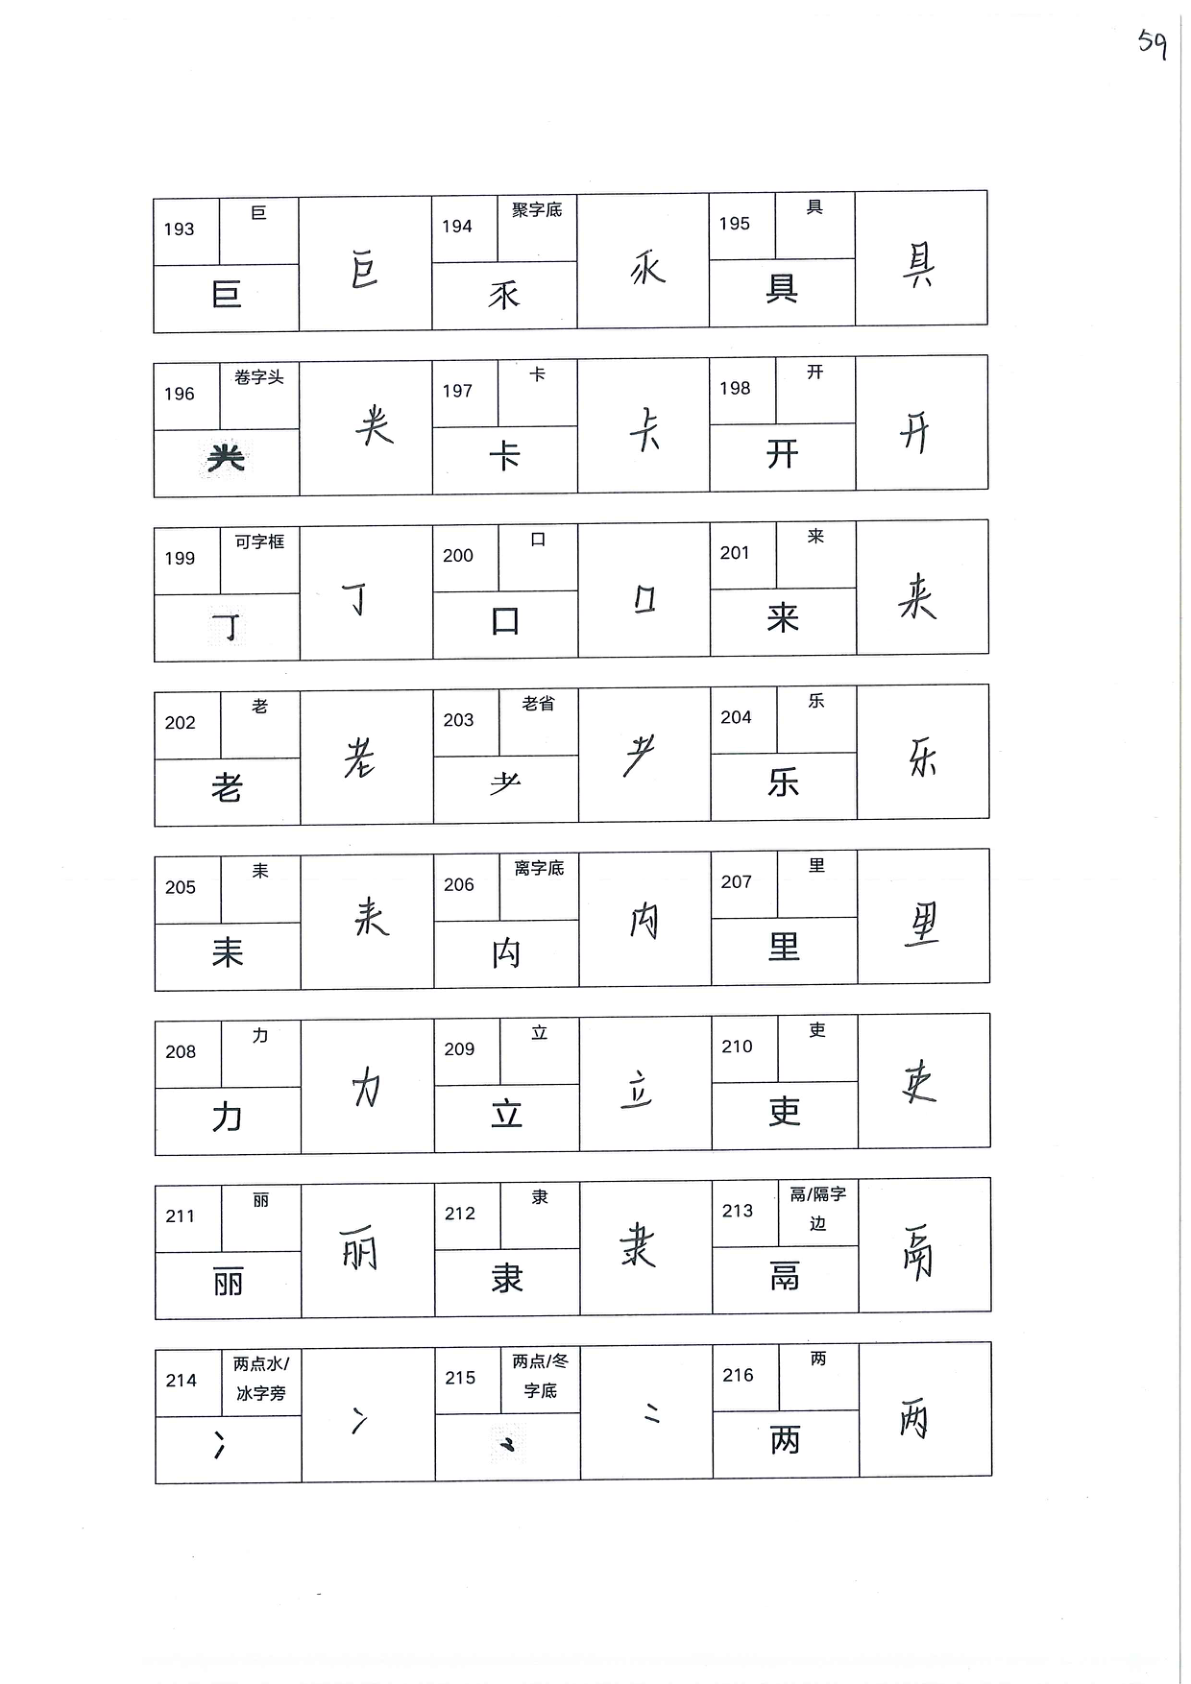 59
193 巨 巨 巨 194 聚字底 乑 乑 195 具 具 具
196 卷字头 龹 龹 197 卡 卡 卡 198 开 开 开
199 可字框 丁 丁 200 口 口 口 201 来 来 来
202 老 老 老 203 老省 耂 耂 204 乐 乐 乐
205 耒 耒 耒 206 离字底 禸 禸 207 里 里 里
208 力 力 力 209 立 立 立 210 吏 吏 吏
211 丽 丽 丽 212 隶 隶 隶 213 鬲/隔字边 鬲 鬲
214 两点水/冰字旁 冫 冫 215 两点/冬字底 ⺀ ⺀ 216 两 两 两